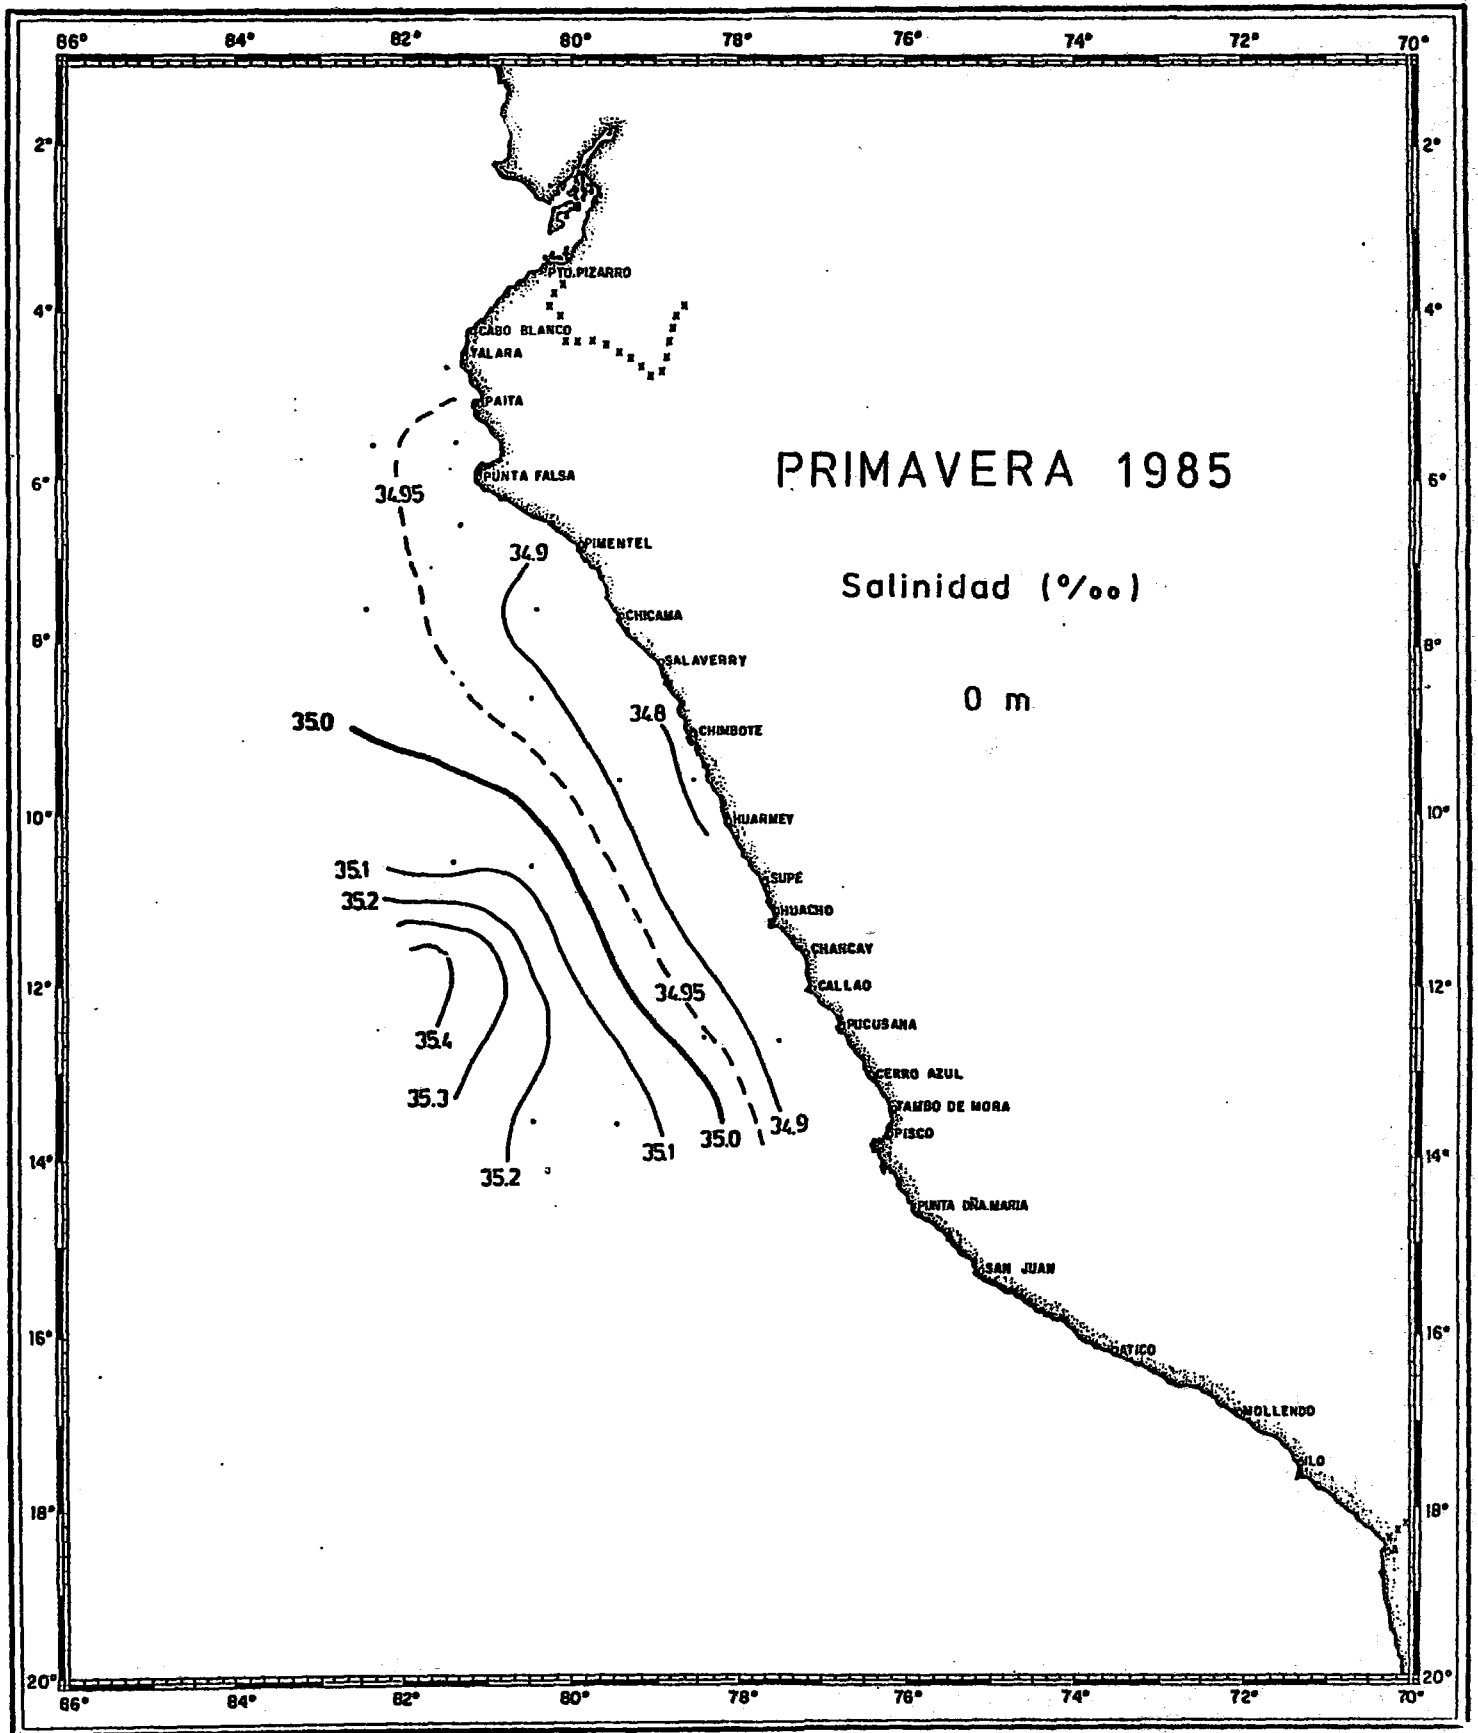 86° 84° 82° 80° 78° 76° 74° 72° 70°
2° 2°
PTO. PIZARRO
4° 4°
CABO BLANCO
TALARA
PAITA
PRIMAVERA 1985
PUNTA FALSA
6° 6°
34.95
PIMENTEL
34.9
Salinidad (‰)
CHICAMA
8° 8°
SALAVERRY
0 m
34.8
35.0
CHIMBOTE
10° 10°
HUARMEY
35.1
SUPE
35.2
HUACHO
CHANCAY
12° 12°
CALLAO
34.95
PUCUSANA
35.4
CERRO AZUL
35.3
TAMBO DE MORA
34.9
PISCO
35.0
35.1
14° 14°
35.2
PUNTA DÑA.MARIA
SAN JUAN
16° 16°
ATICO
MOLLENDO
ILO
18° 18°
20° 20°
86° 84° 82° 80° 78° 76° 74° 72° 70°